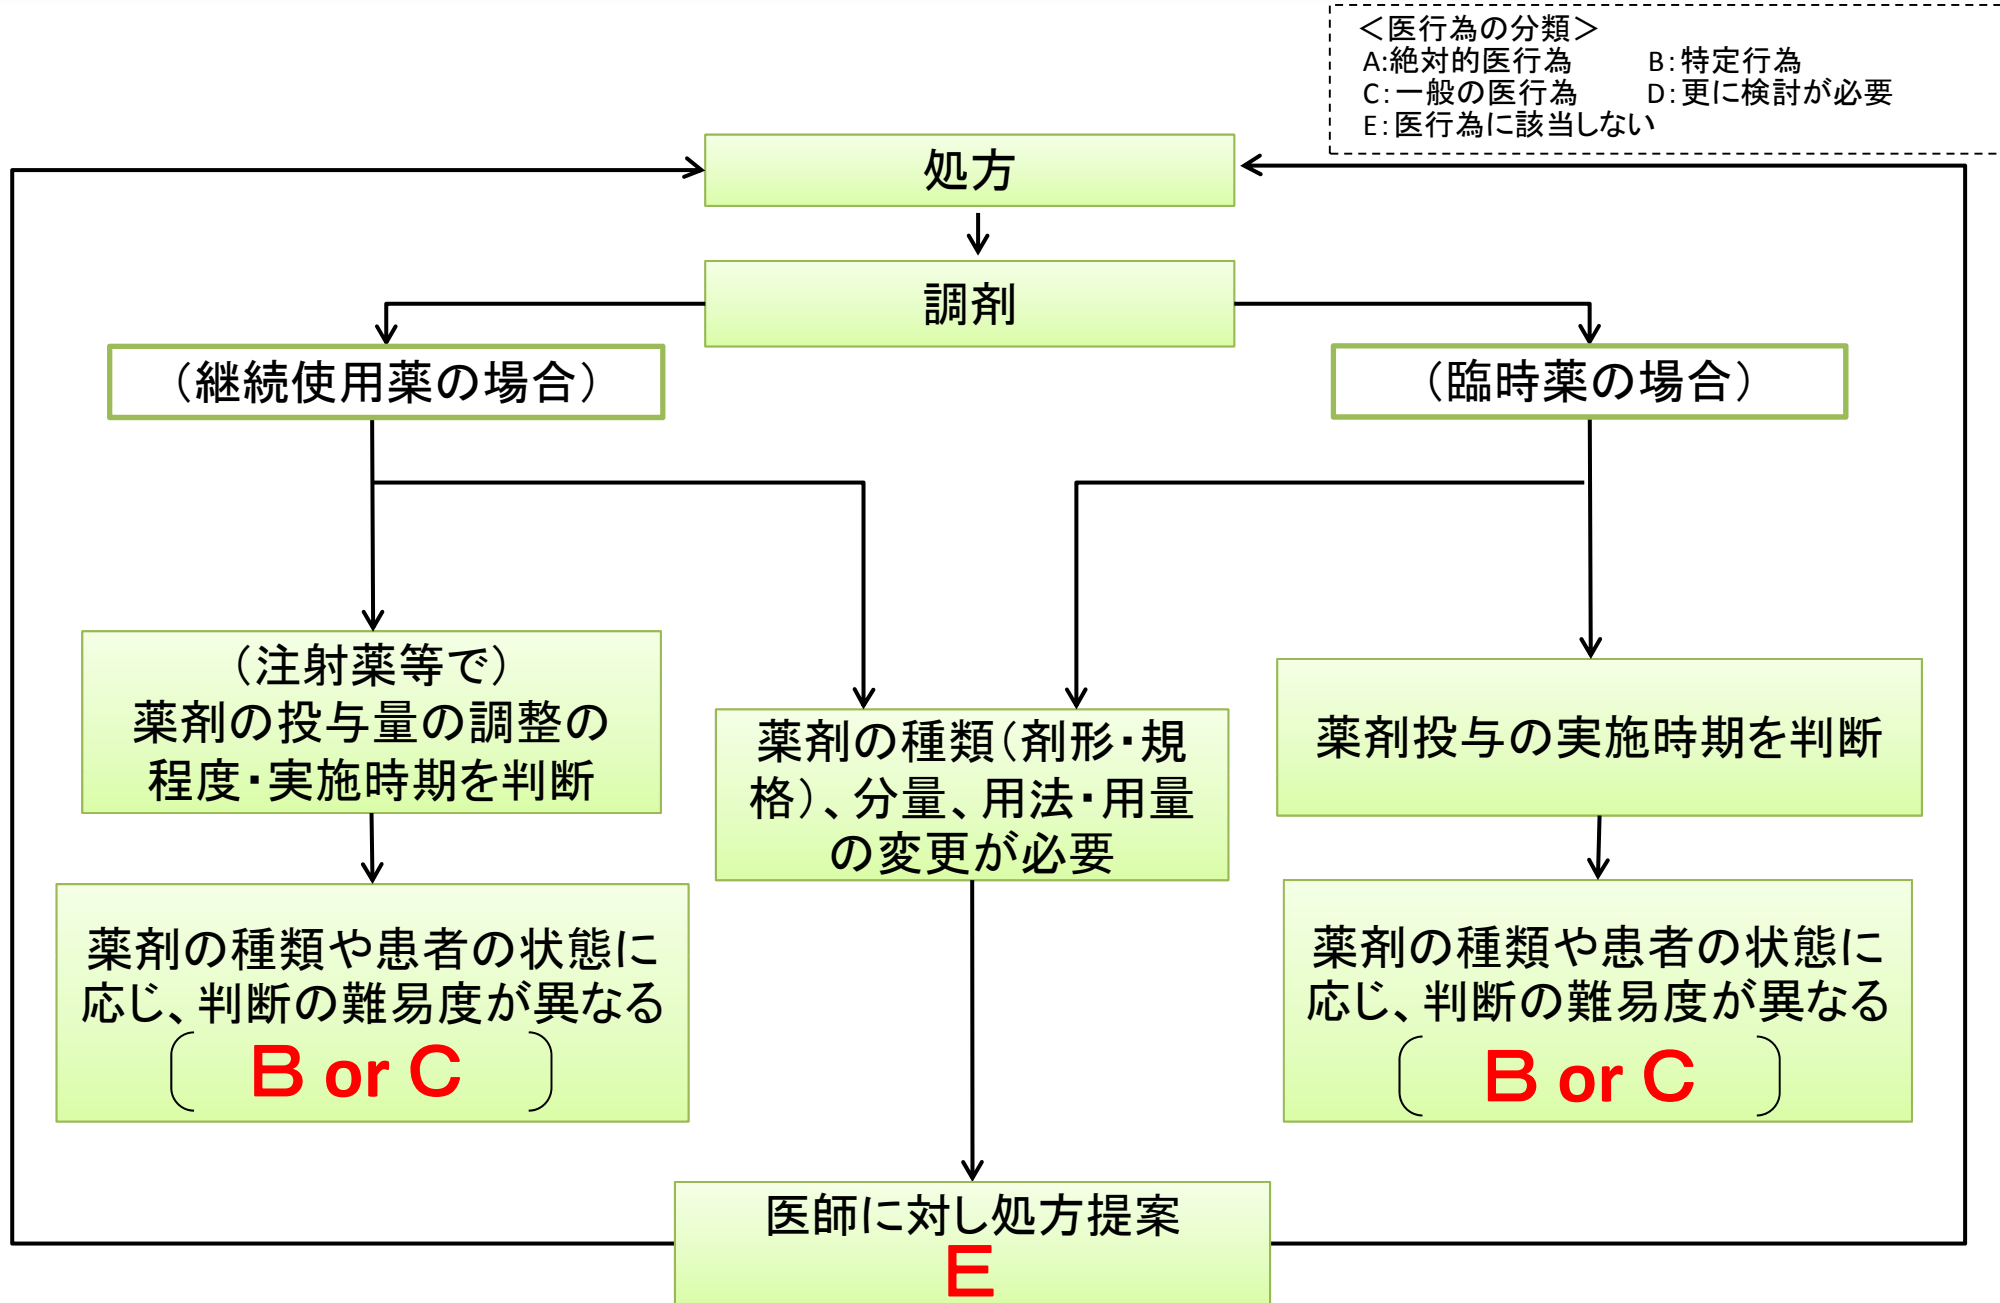 ＜医行為の分類＞
A:絶対的医行為　　B：特定行為
C：一般の医行為　　D：更に検討が必要
E：医行為に該当しない
処方
調剤
（継続使用薬の場合）
（臨時薬の場合）
（注射薬等で）
薬剤の投与量の調整の
程度・実施時期を判断
薬剤の種類（剤形・規
格）、分量、用法・用量
の変更が必要
薬剤投与の実施時期を判断
薬剤の種類や患者の状態に
応じ、判断の難易度が異なる
B or C
薬剤の種類や患者の状態に
応じ、判断の難易度が異なる
B or C
医師に対し処方提案
E